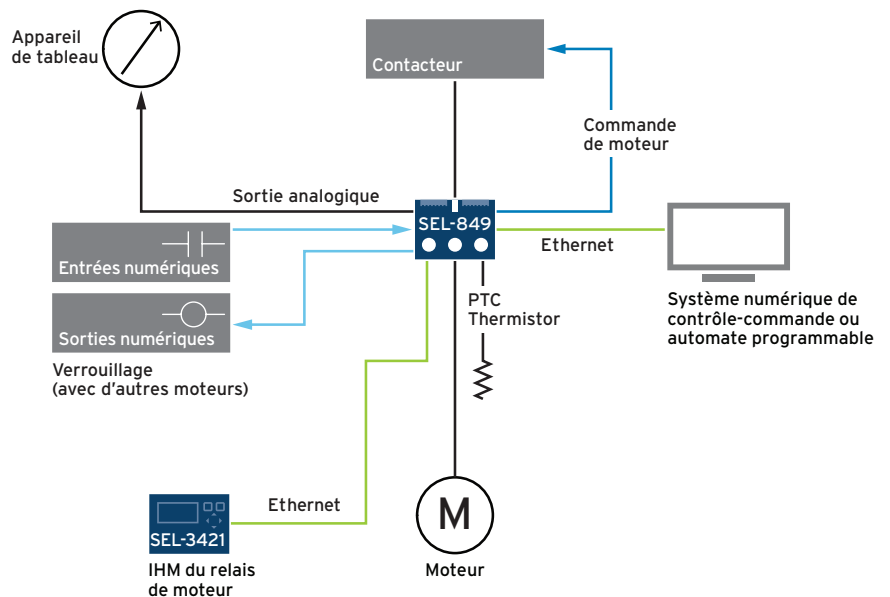 Appareil
de tableau
Contacteur
Commande
de moteur
Sortie analogique
SEL-849
Entrées numériques
Ethernet
Sorties numériques
PTC
Thermistor
Système numérique de
contrôle-commande ou
automate programmable
Verrouillage
(avec d'autres moteurs)
Ethernet
M
SEL-3421
IHM du relais
de moteur
Moteur